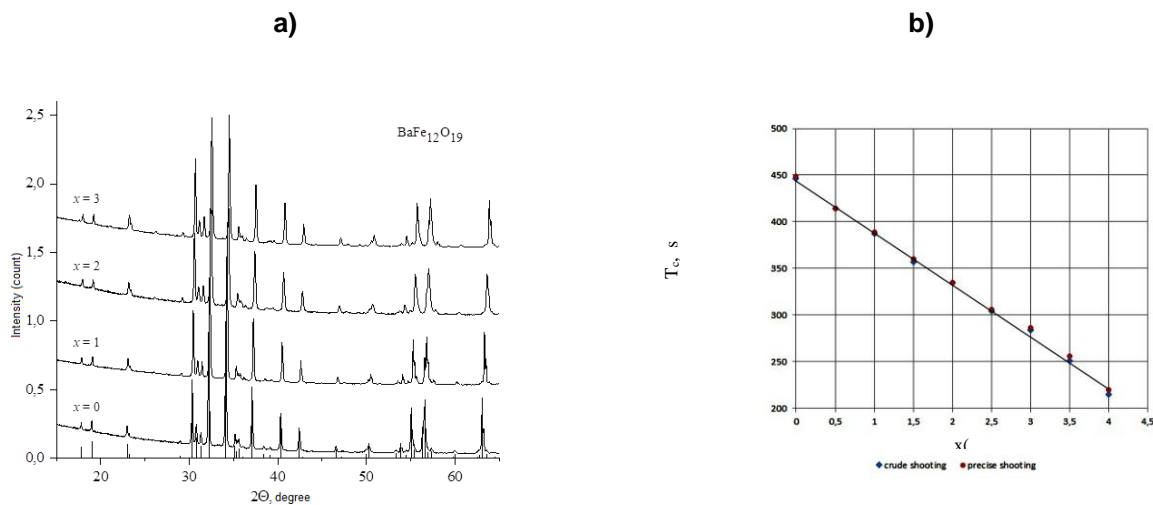 a)
b)
2,5
2,0
1,5
1,0
0,5
0,0
Intensity (count)
BaFe12O19
x = 3
x = 2
x = 1
x = 0
20
30
40
50
60
2Θ, degree
500
450
400
350
300
250
200
Tc, s
0
0,5
1
1,5
2
2,5
3
3,5
4
4,5
x(
crude shooting
precise shooting